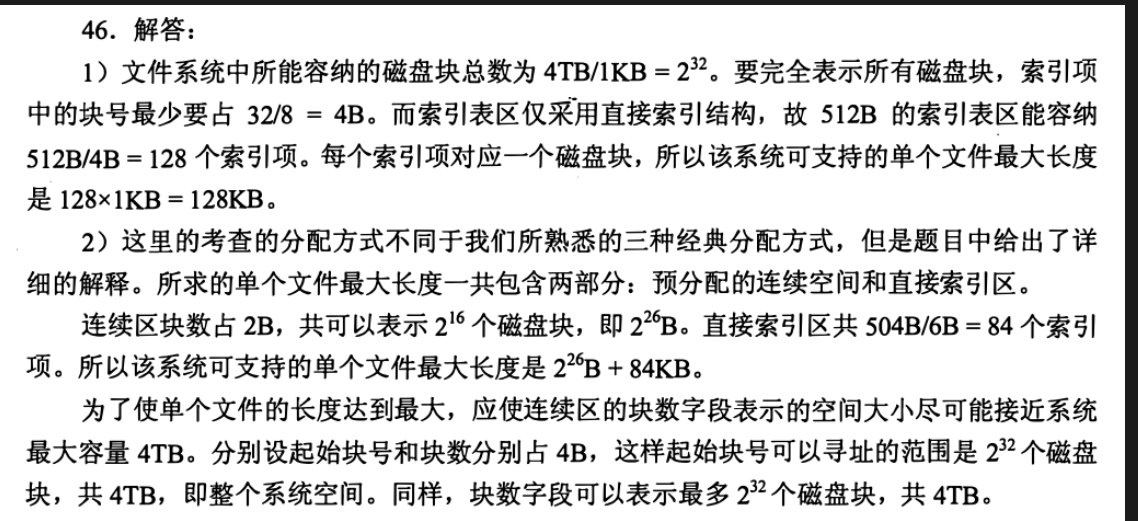 46．解答：
1）文件系统中所能容纳的磁盘块总数为 4TB/1KB = 2³²。要完全表示所有磁盘块，索引项
中的块号最少要占 32/8 = 4B。而索引表区仅采用直接索引结构，故 512B 的索引表区能容纳
512B/4B = 128 个索引项。每个索引项对应一个磁盘块，所以该系统可支持的单个文件最大长度
是 128×1KB = 128KB。
2）这里的考查的分配方式不同于我们所熟悉的三种经典分配方式，但是题目中给出了详
细的解释。所求的单个文件最大长度一共包含两部分：预分配的连续空间和直接索引区。
连续区块数占 2B，共可以表示 2¹⁶ 个磁盘块，即 2²⁶B。直接索引区共 504B/6B = 84 个索引
项。所以该系统可支持的单个文件最大长度是 2²⁶B + 84KB。
为了使单个文件的长度达到最大，应使连续区的块数字段表示的空间大小尽可能接近系统
最大容量 4TB。分别设起始块号和块数分别占 4B，这样起始块号可以寻址的范围是 2³² 个磁盘
块，共 4TB，即整个系统空间。同样，块数字段可以表示最多 2³² 个磁盘块，共 4TB。